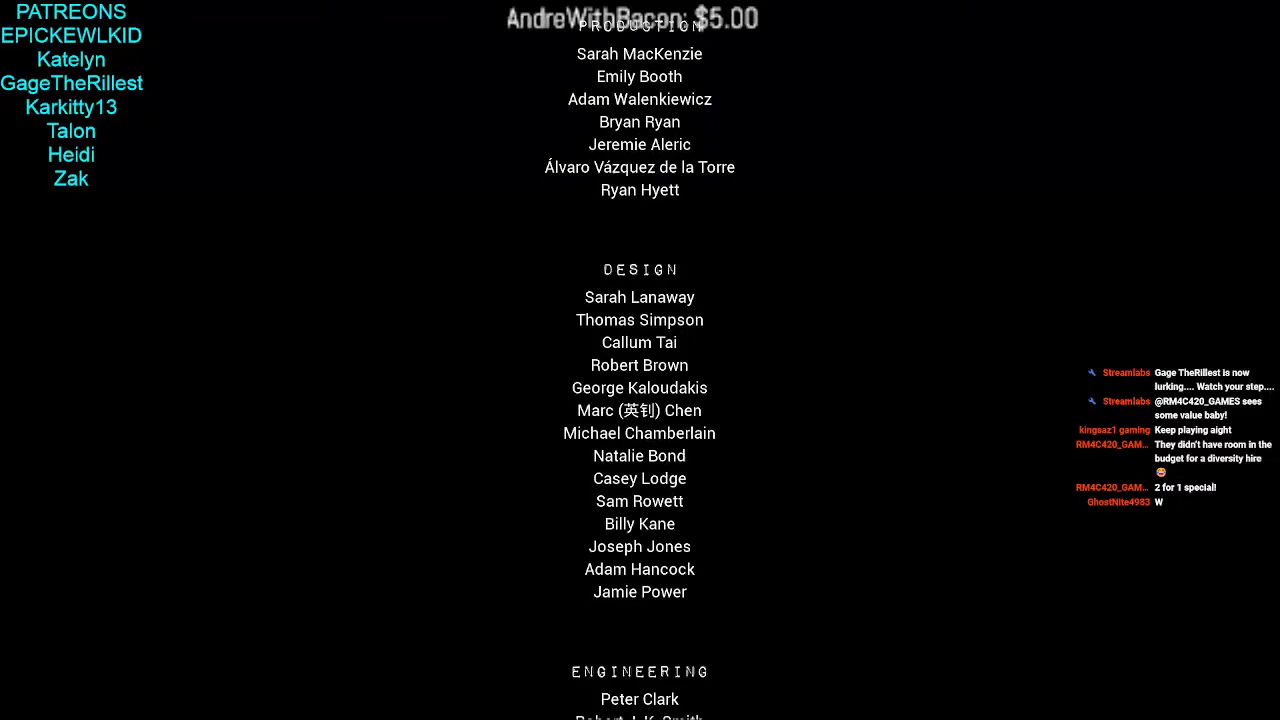 PATREONS
EPICKEWLKID
Katelyn
GageTheRillest
Karkitty13
Talon
Heidi
Zak
AndreWithBacon: $5.00
PRODUCTION
Sarah MacKenzie
Emily Booth
Adam Walenkiewicz
Bryan Ryan
Jeremie Aleric
Álvaro Vázquez de la Torre
Ryan Hyett
DESIGN
Sarah Lanaway
Thomas Simpson
Callum Tai
Robert Brown
George Kaloudakis
Marc (英钊) Chen
Michael Chamberlain
Natalie Bond
Casey Lodge
Sam Rowett
Billy Kane
Joseph Jones
Adam Hancock
Jamie Power
ENGINEERING
Peter Clark
Robert J. K. Smith
Streamlabs Gage TheRillest is now
lurking.... Watch your step....
Streamlabs @RM4C420_GAMES sees
some value baby!
kingsaz1 gaming Keep playing aight
RM4C420_GAM... They didn't have room in the
budget for a diversity hire
😂
RM4C420_GAM... 2 for 1 special!
GhostNite4983 W